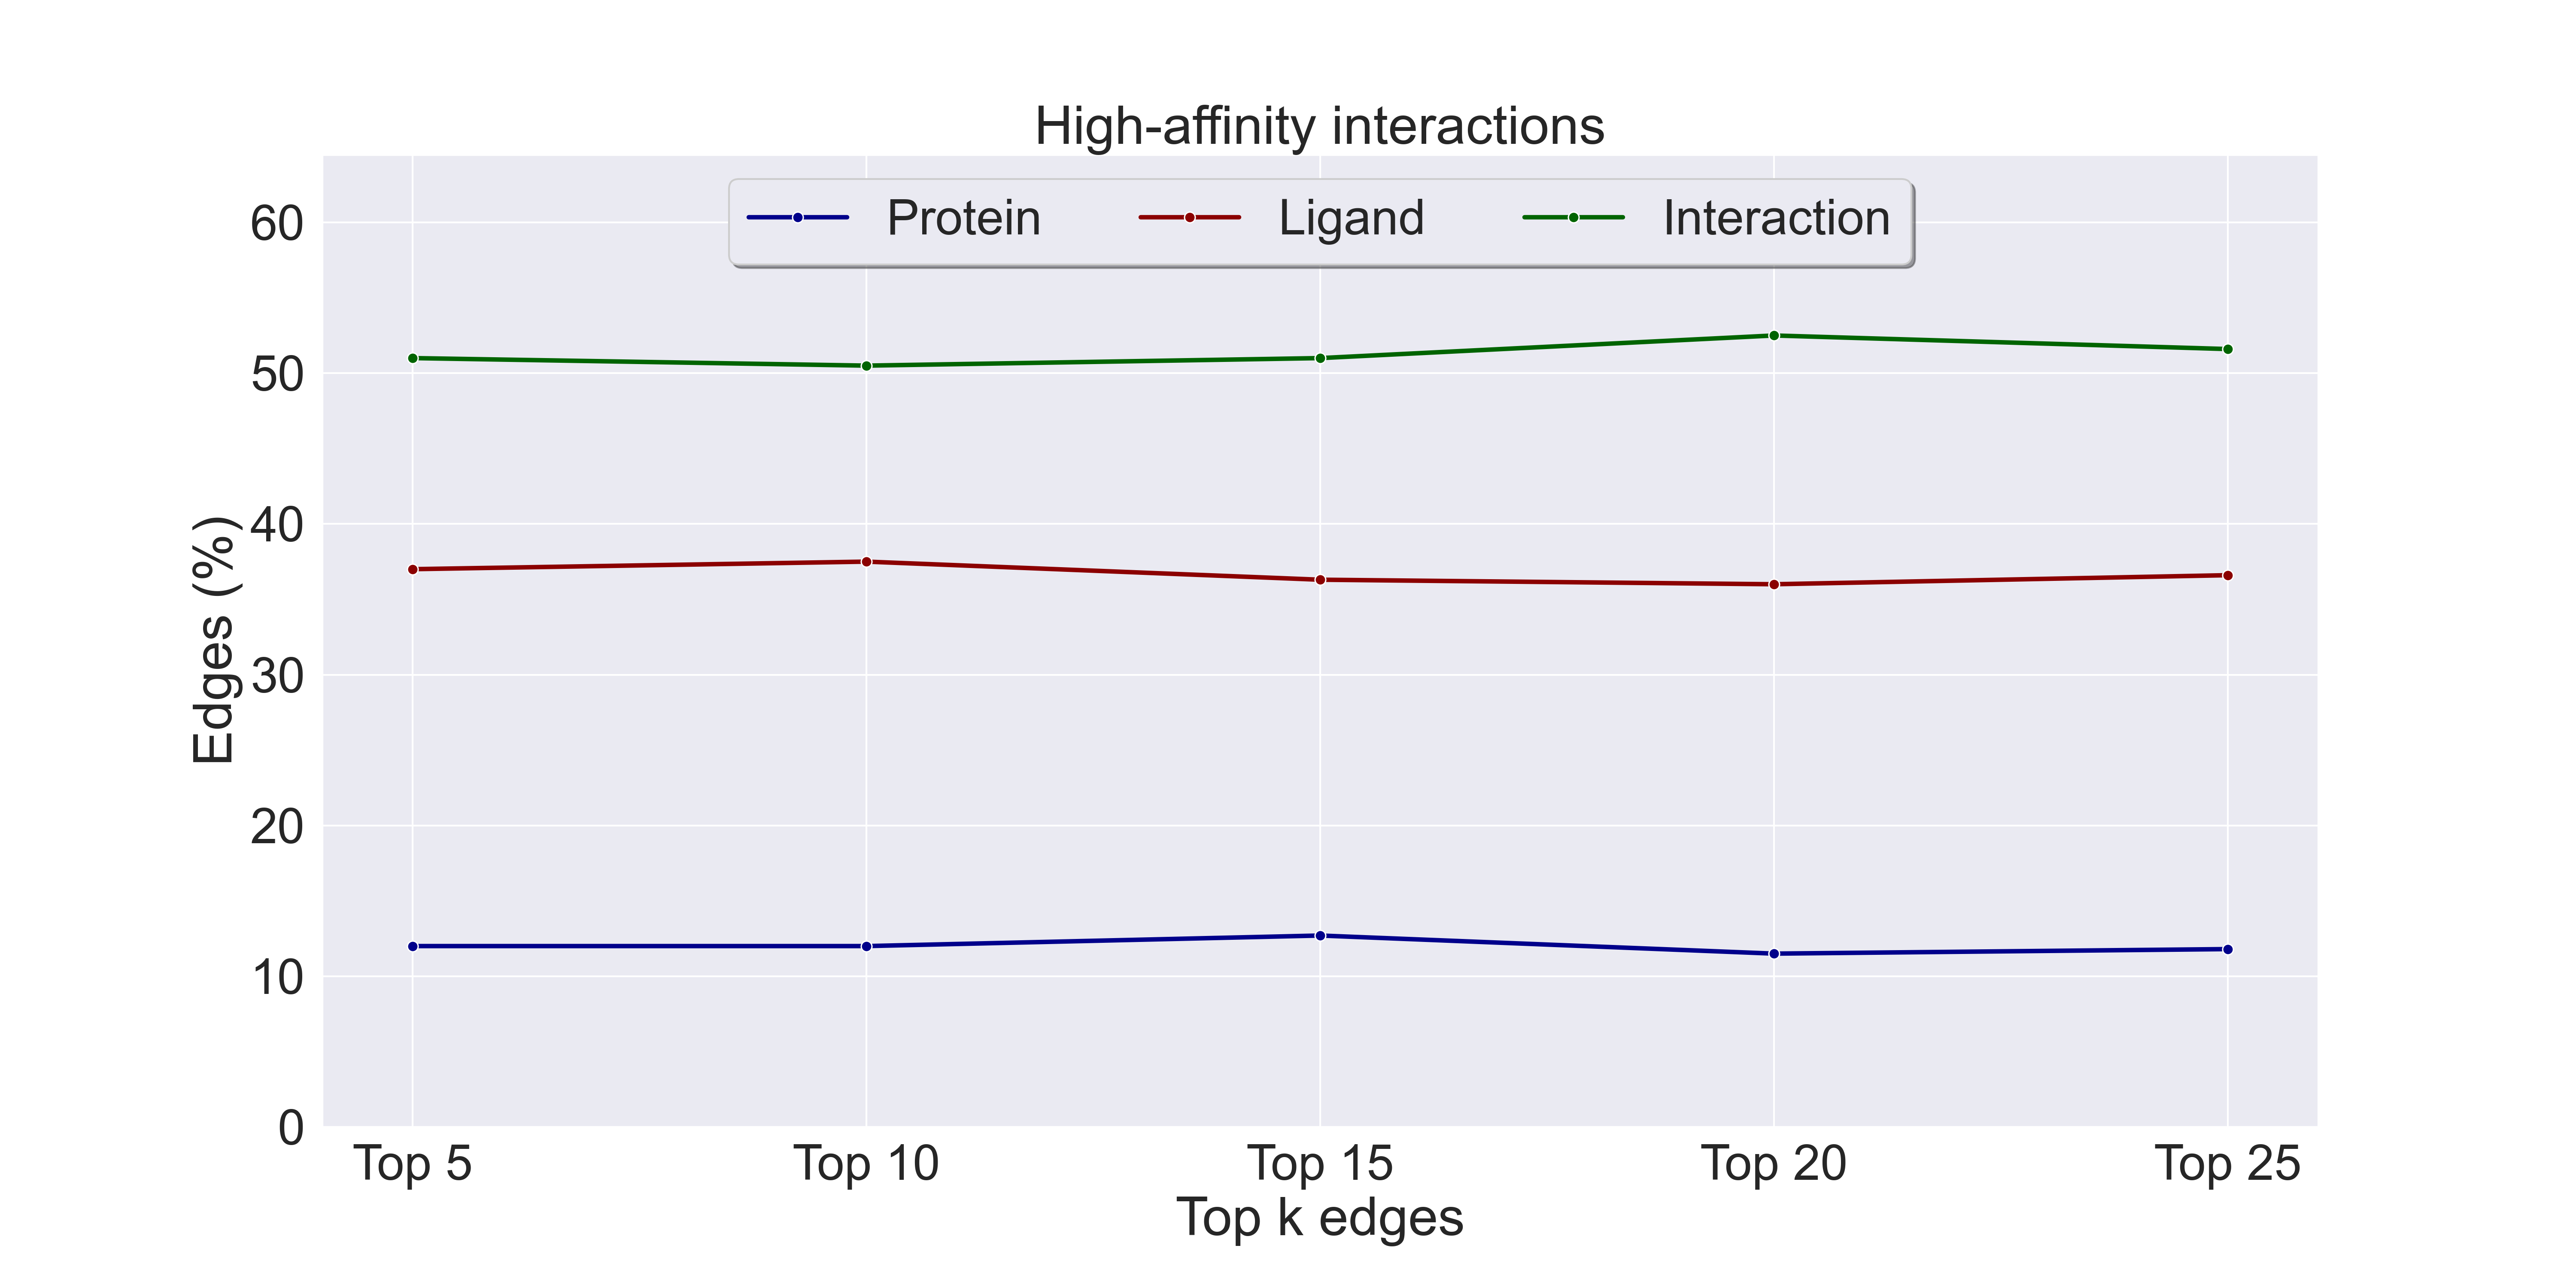 High-affinity interactions
Protein Ligand Interaction
60
50
40
30
20
10
0
Edges (%)
Top 5 Top 10 Top 15 Top 20 Top 25
Top k edges